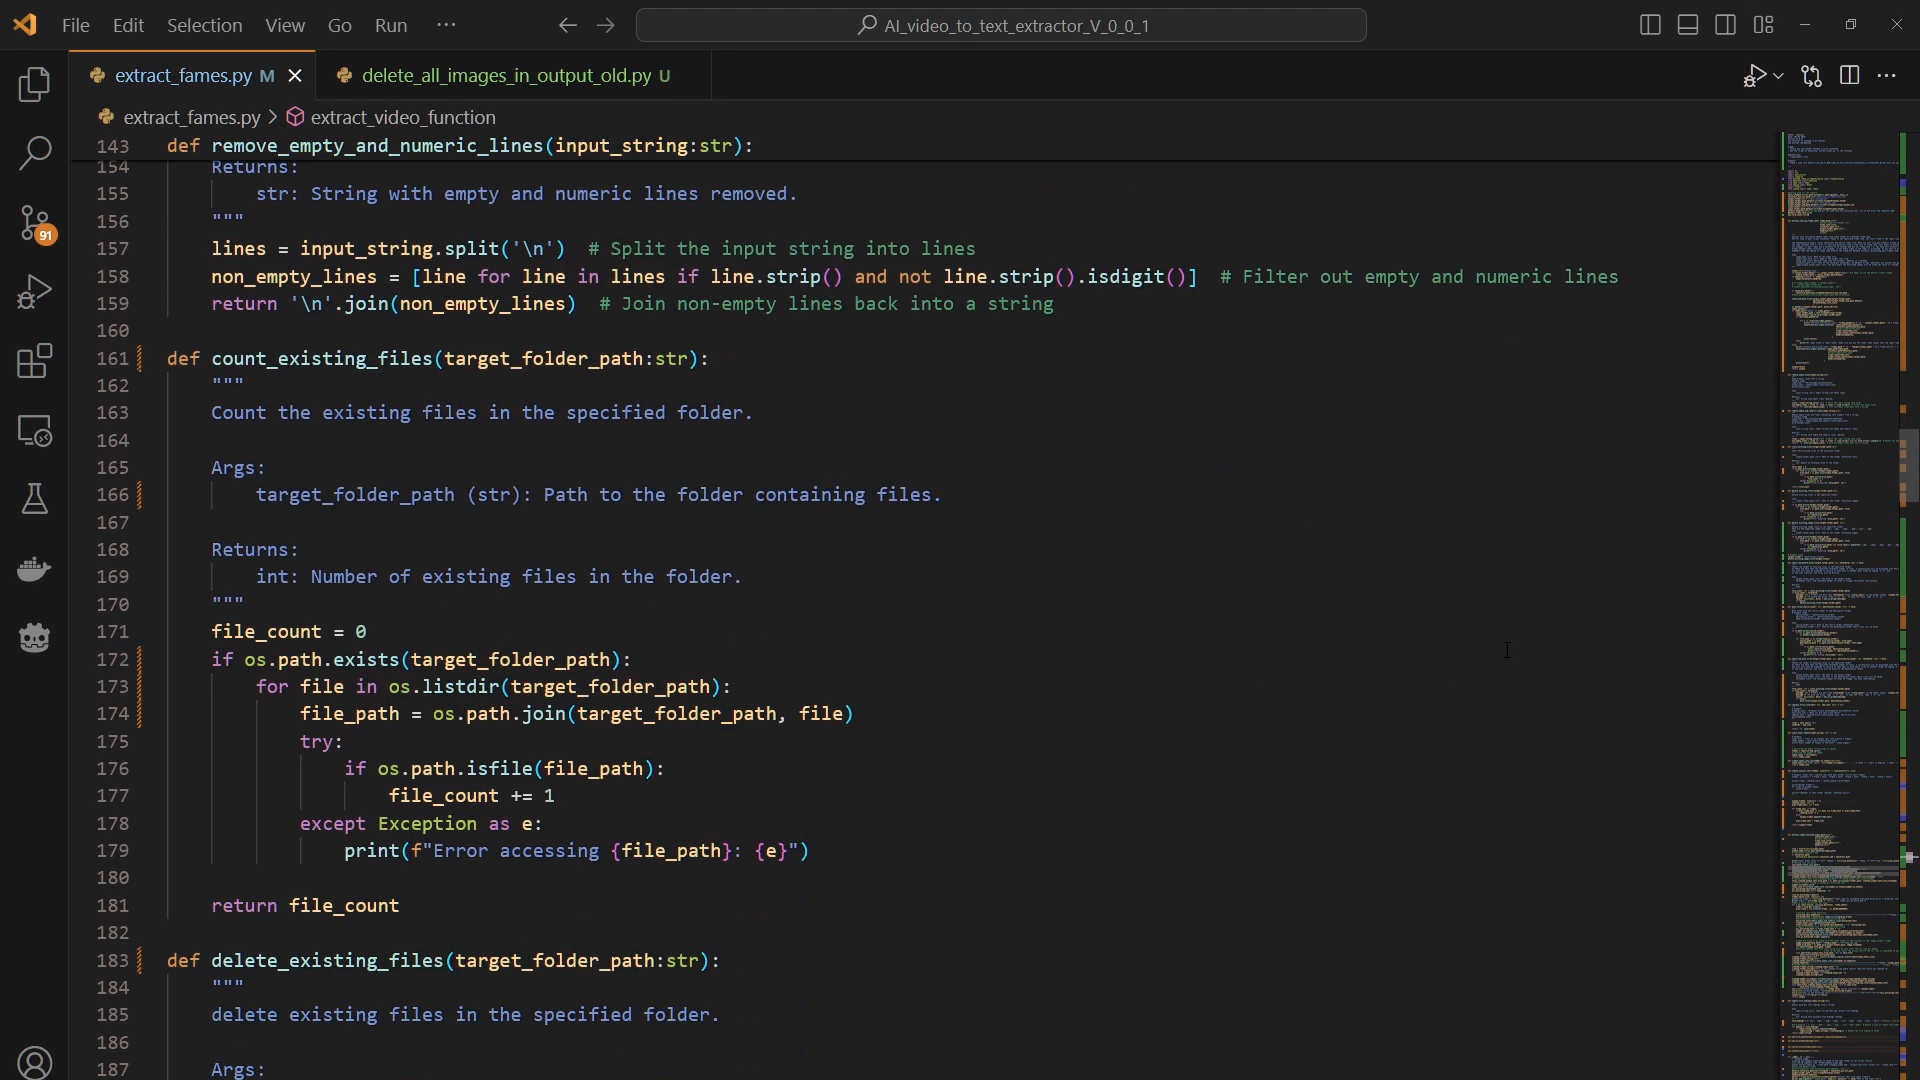 File Edit Selection View Go Run ··· AI_video_to_text_extractor_V_0_0_1
extract_fames.py M delete_all_images_in_output_old.py U
extract_fames.py > extract_video_function
91
143 def remove_empty_and_numeric_lines(input_string:str):
154 Returns:
155 str: String with empty and numeric lines removed.
156 """
157 lines = input_string.split('\n') # Split the input string into lines
158 non_empty_lines = [line for line in lines if line.strip() and not line.strip().isdigit()] # Filter out empty and numeric lines
159 return '\n'.join(non_empty_lines) # Join non-empty lines back into a string
160
161 def count_existing_files(target_folder_path:str):
162 """
163 Count the existing files in the specified folder.
164
165 Args:
166 target_folder_path (str): Path to the folder containing files.
167
168 Returns:
169 int: Number of existing files in the folder.
170 """
171 file_count = 0
172 if os.path.exists(target_folder_path):
173 for file in os.listdir(target_folder_path):
174 file_path = os.path.join(target_folder_path, file)
175 try:
176 if os.path.isfile(file_path):
177 file_count += 1
178 except Exception as e:
179 print(f"Error accessing {file_path}: {e}")
180
181 return file_count
182
183 def delete_existing_files(target_folder_path:str):
184 """
185 delete existing files in the specified folder.
186
187 Args: